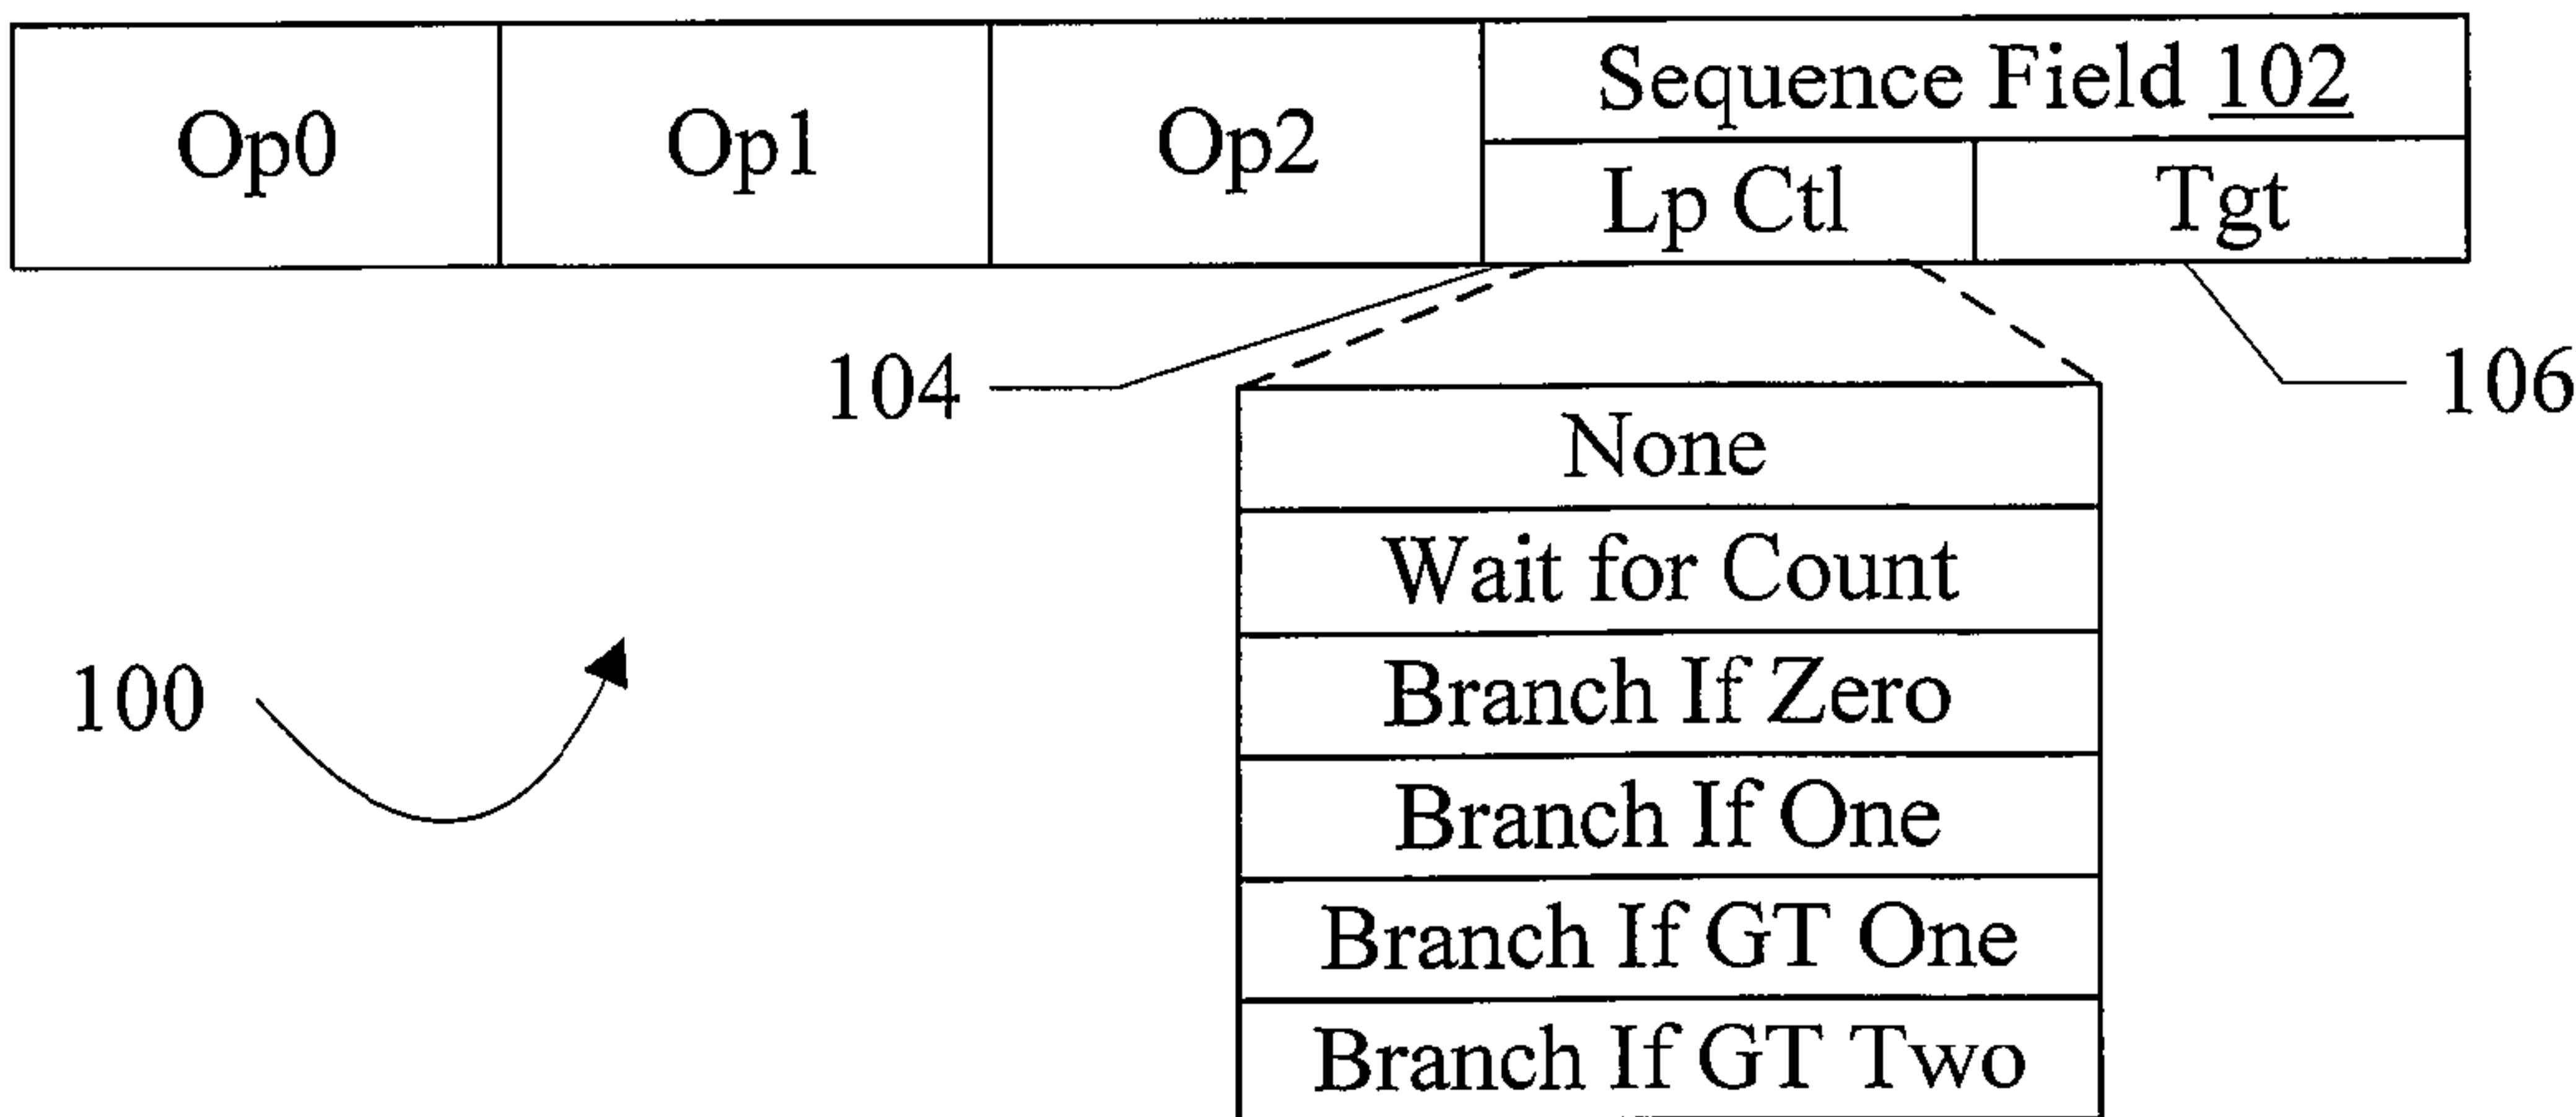 Op0 Op1 Op2 Sequence Field 102
Lp Ctl Tgt
104 106
None
Wait for Count
Branch If Zero
100
Branch If One
Branch If GT One
Branch If GT Two